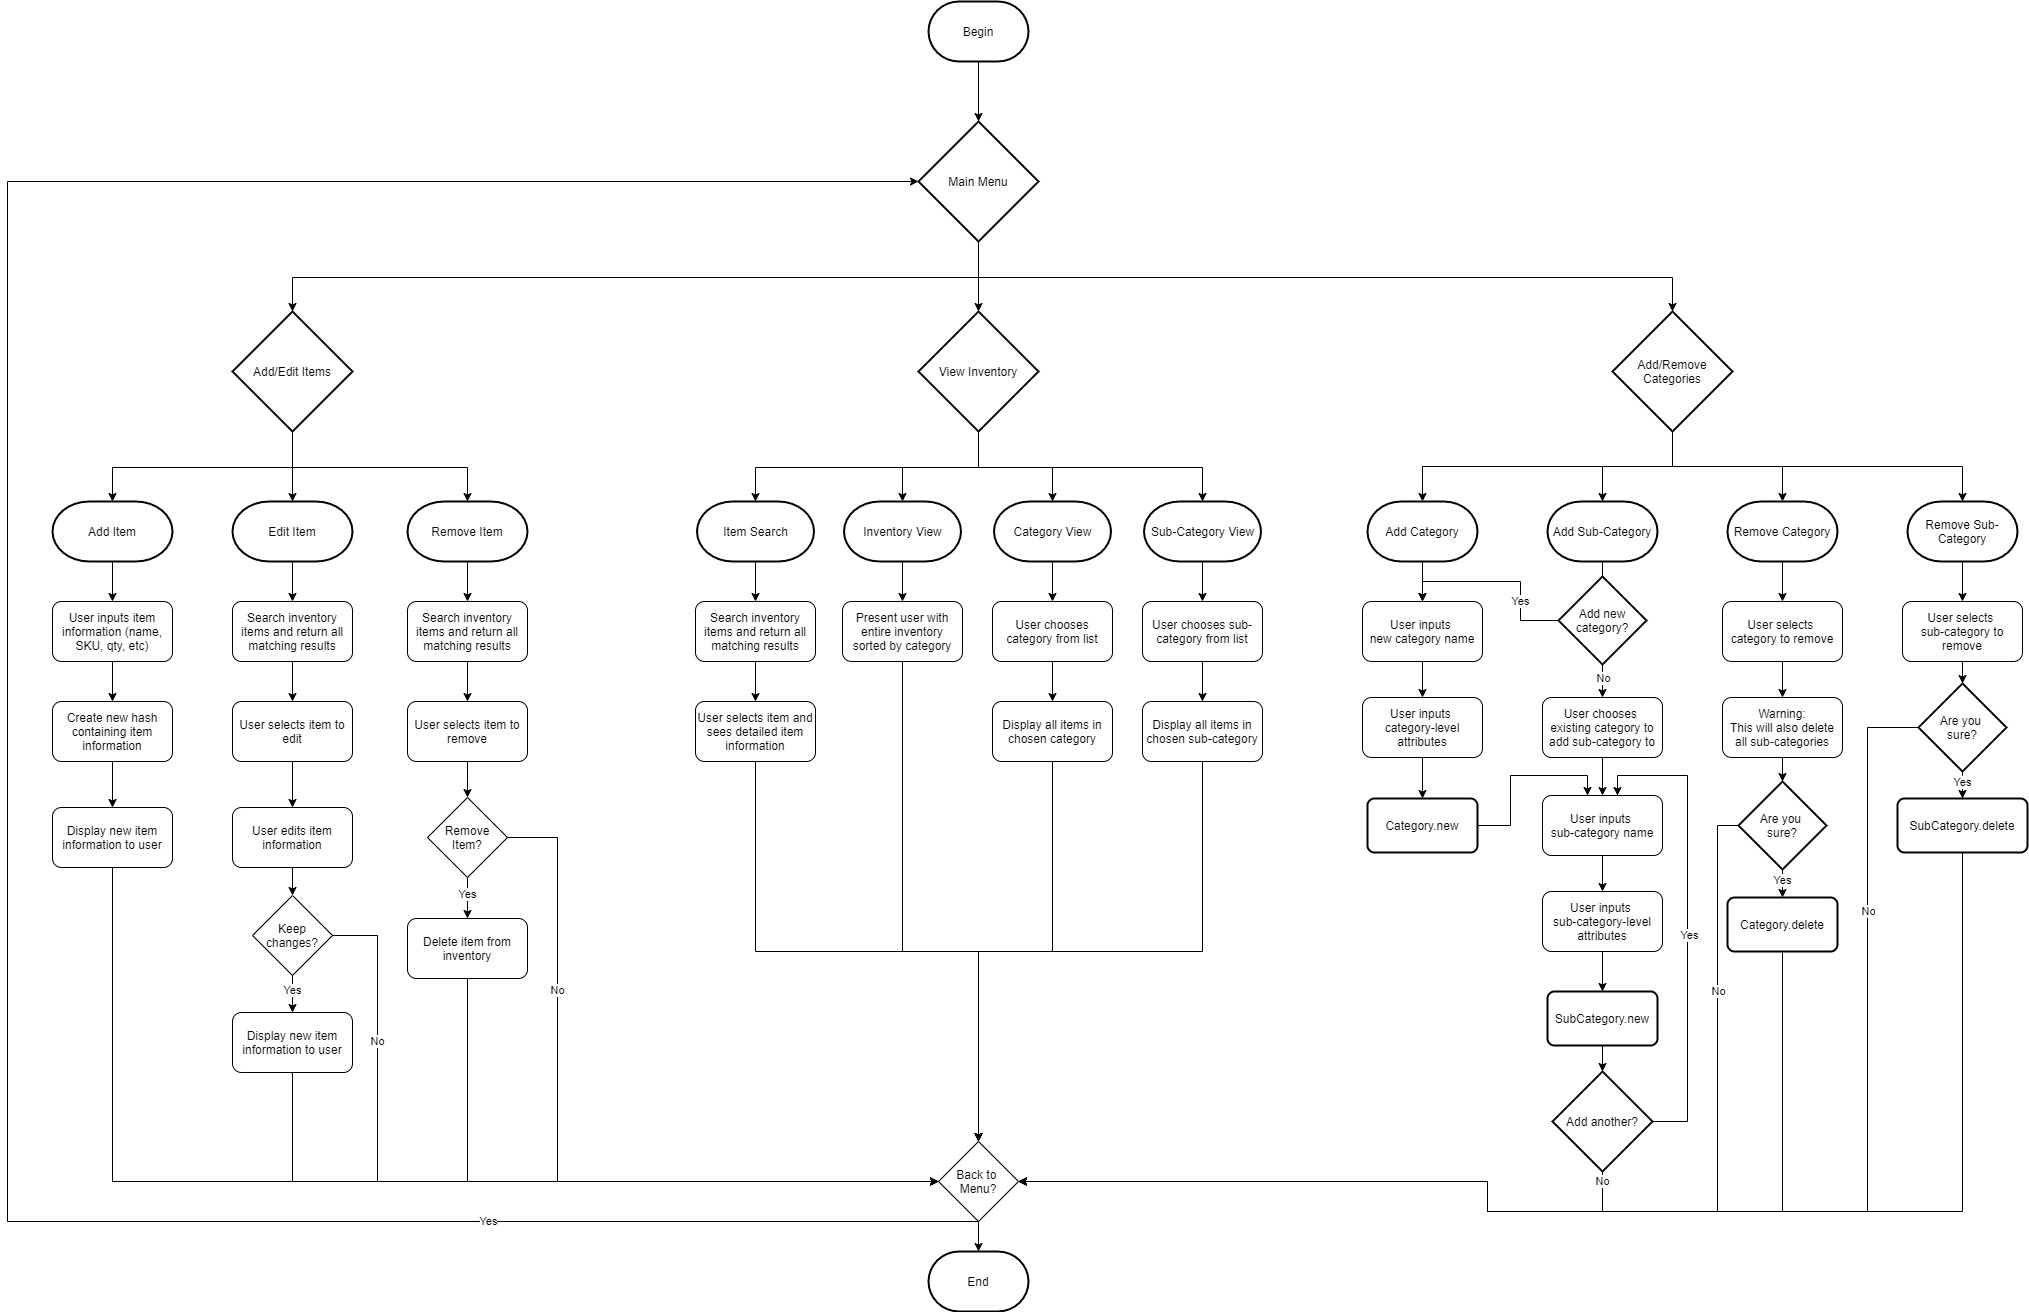 Begin
Main Menu
Add/Edit Items
View Inventory
Add/Remove
Categories
Add Item
Edit Item
Remove Item
Item Search
Inventory View
Category View
Sub-Category View
Add Category
Add Sub-Category
Remove Category
Remove Sub-
Category
User inputs item
information (name,
SKU, qty, etc)
Search inventory
items and return all
matching results
Search inventory
items and return all
matching results
Search inventory
items and return all
matching results
Present user with
entire inventory
sorted by category
User chooses
category from list
User chooses sub-
category from list
User inputs
new category name
Yes
Add new
category?
No
User selects
category to remove
User selects
sub-category to
remove
Create new hash
containing item
information
User selects item to
edit
User selects item to
remove
User selects item and
sees detailed item
information
Display all items in
chosen category
Display all items in
chosen sub-category
User inputs
category-level
attributes
User chooses
existing category to
add sub-category to
Warning:
This will also delete
all sub-categories
Are you
sure?
Yes
Display new item
information to user
User edits item
information
Remove
Item?
Yes
Category.new
User inputs
sub-category name
Are you
sure?
Yes
SubCategory.delete
Keep
changes?
Yes
Delete item from
inventory
No
User inputs
sub-category-level
attributes
Yes
No
Category.delete
No
Display new item
information to user
No
SubCategory.new
Add another?
No
Back to
Menu?
Yes
End